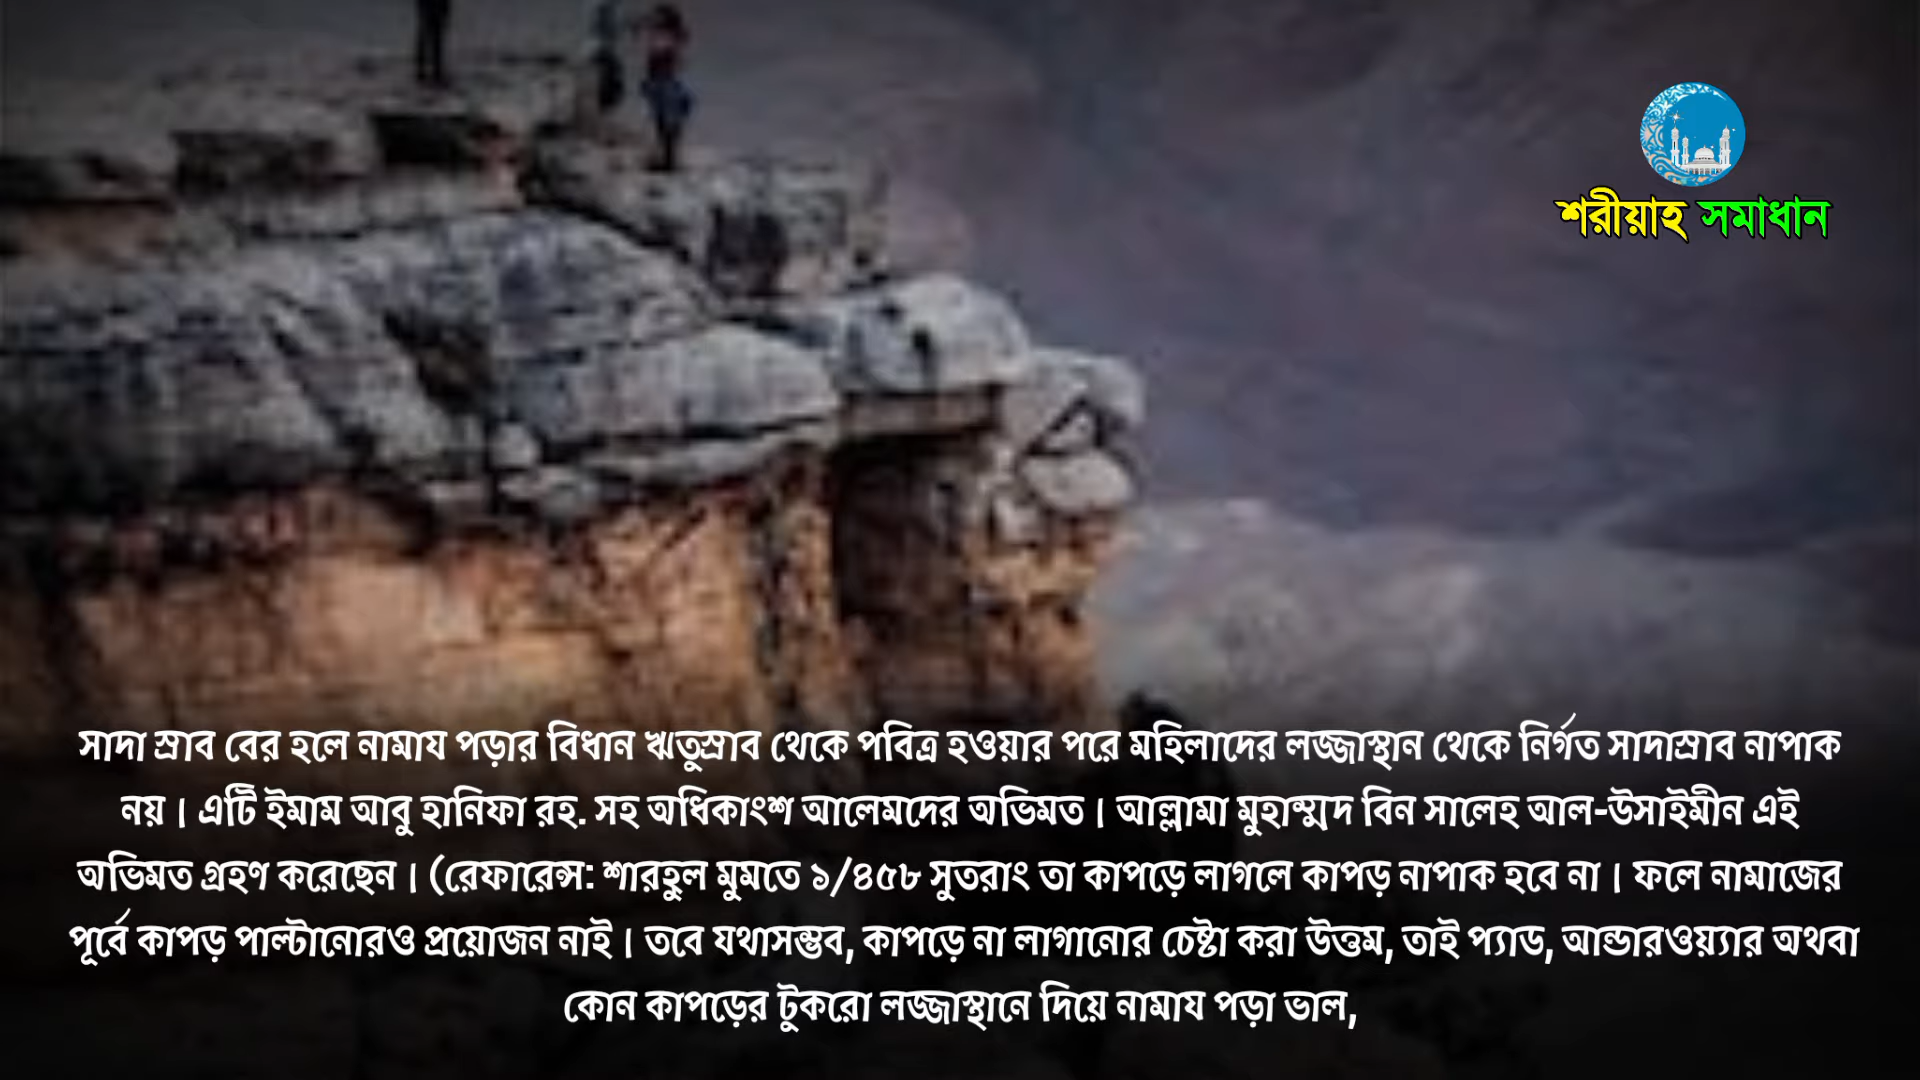 শরীয়াহ সমাধান
সাদা স্রাব বের হলে নামায পড়ার বিধান ঋতুস্রাব থেকে পবিত্র হওয়ার পরে মহিলাদের লজ্জাস্থান থেকে নির্গত সাদাস্রাব নাপাক
নয় । এটি ইমাম আবু হানিফা রহ. সহ অধিকাংশ আলেমদের অভিমত । আল্লামা মুহাম্মাদ বিন সালেহ আল-উসাইমীন এই
অভিমত গ্রহণ করেছেন । (রেফারেন্স: শারহুল মুমতে ১/৪৫৮ সুতরাং তা কাপড়ে লাগলে কাপড় নাপাক হবে না । ফলে নামাজের
পূর্বে কাপড় পাল্টানোরও প্রয়োজন নাই । তবে যথাসম্ভব, কাপড়ে না লাগানোর চেষ্টা করা উত্তম, তাই প্যাড, আন্ডারওয়্যার অথবা
কোন কাপড়ের টুকরো লজ্জাস্থানে দিয়ে নামায পড়া ভাল,